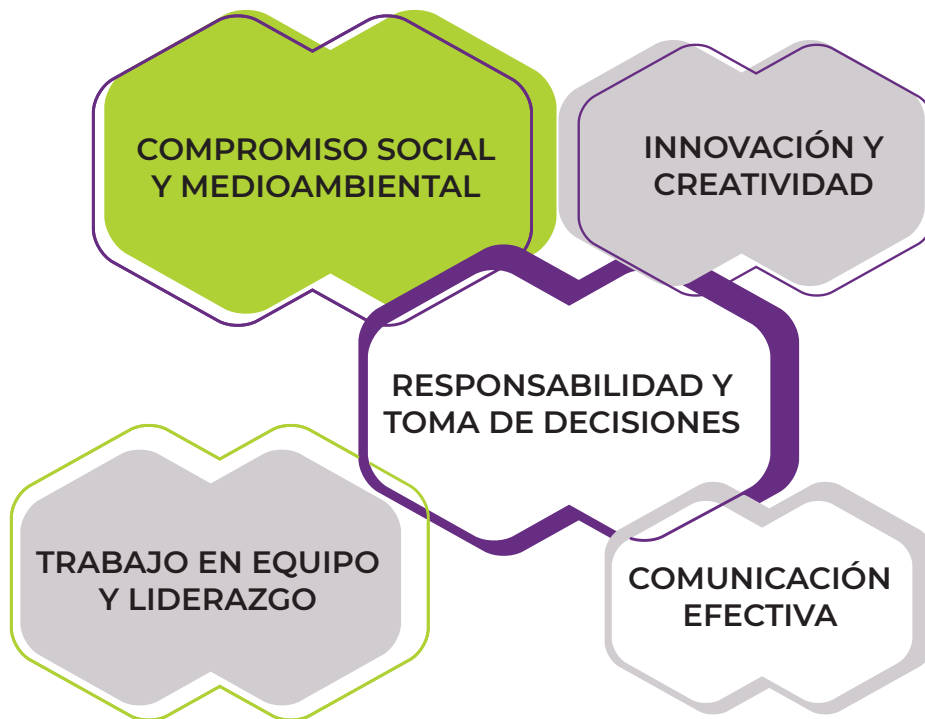 COMPROMISO SOCIAL
Y MEDIOAMBIENTAL
INNOVACIÓN Y
CREATIVIDAD
RESPONSABILIDAD Y
TOMA DE DECISIONES
TRABAJO EN EQUIPO
Y LIDERAZGO
COMUNICACIÓN
EFECTIVA